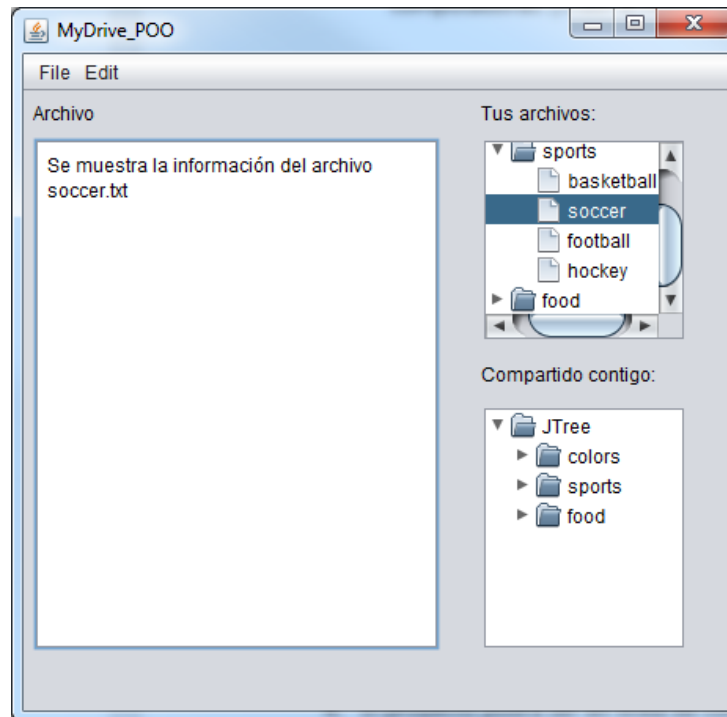 MyDrive_POO
File Edit
Archivo
Se muestra la información del archivo
soccer.txt
Tus archivos:
sports
basketball
soccer
football
hockey
food
Compartido contigo:
JTree
colors
sports
food